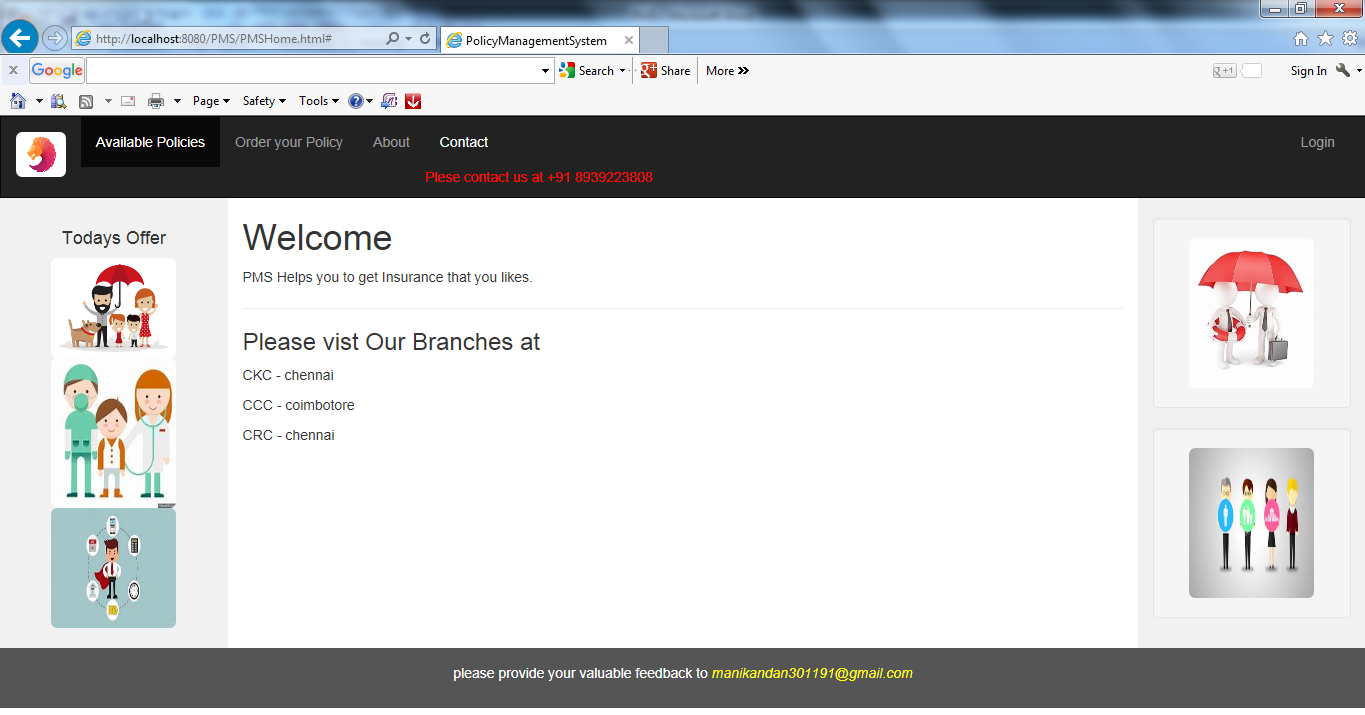 http://localhost:8080/PMS/PMSHome.html#
PolicyManagementSystem
Google
Search
Share
More
+1
Sign In
Page
Safety
Tools
Available Policies
Order your Policy
About
Contact
Login
Plese contact us at +91 8939223808
Todays Offer
Welcome
PMS Helps you to get Insurance that you likes.
Please vist Our Branches at
CKC - chennai
CCC - coimbotore
CRC - chennai
please provide your valuable feedback to manikandan301191@gmail.com